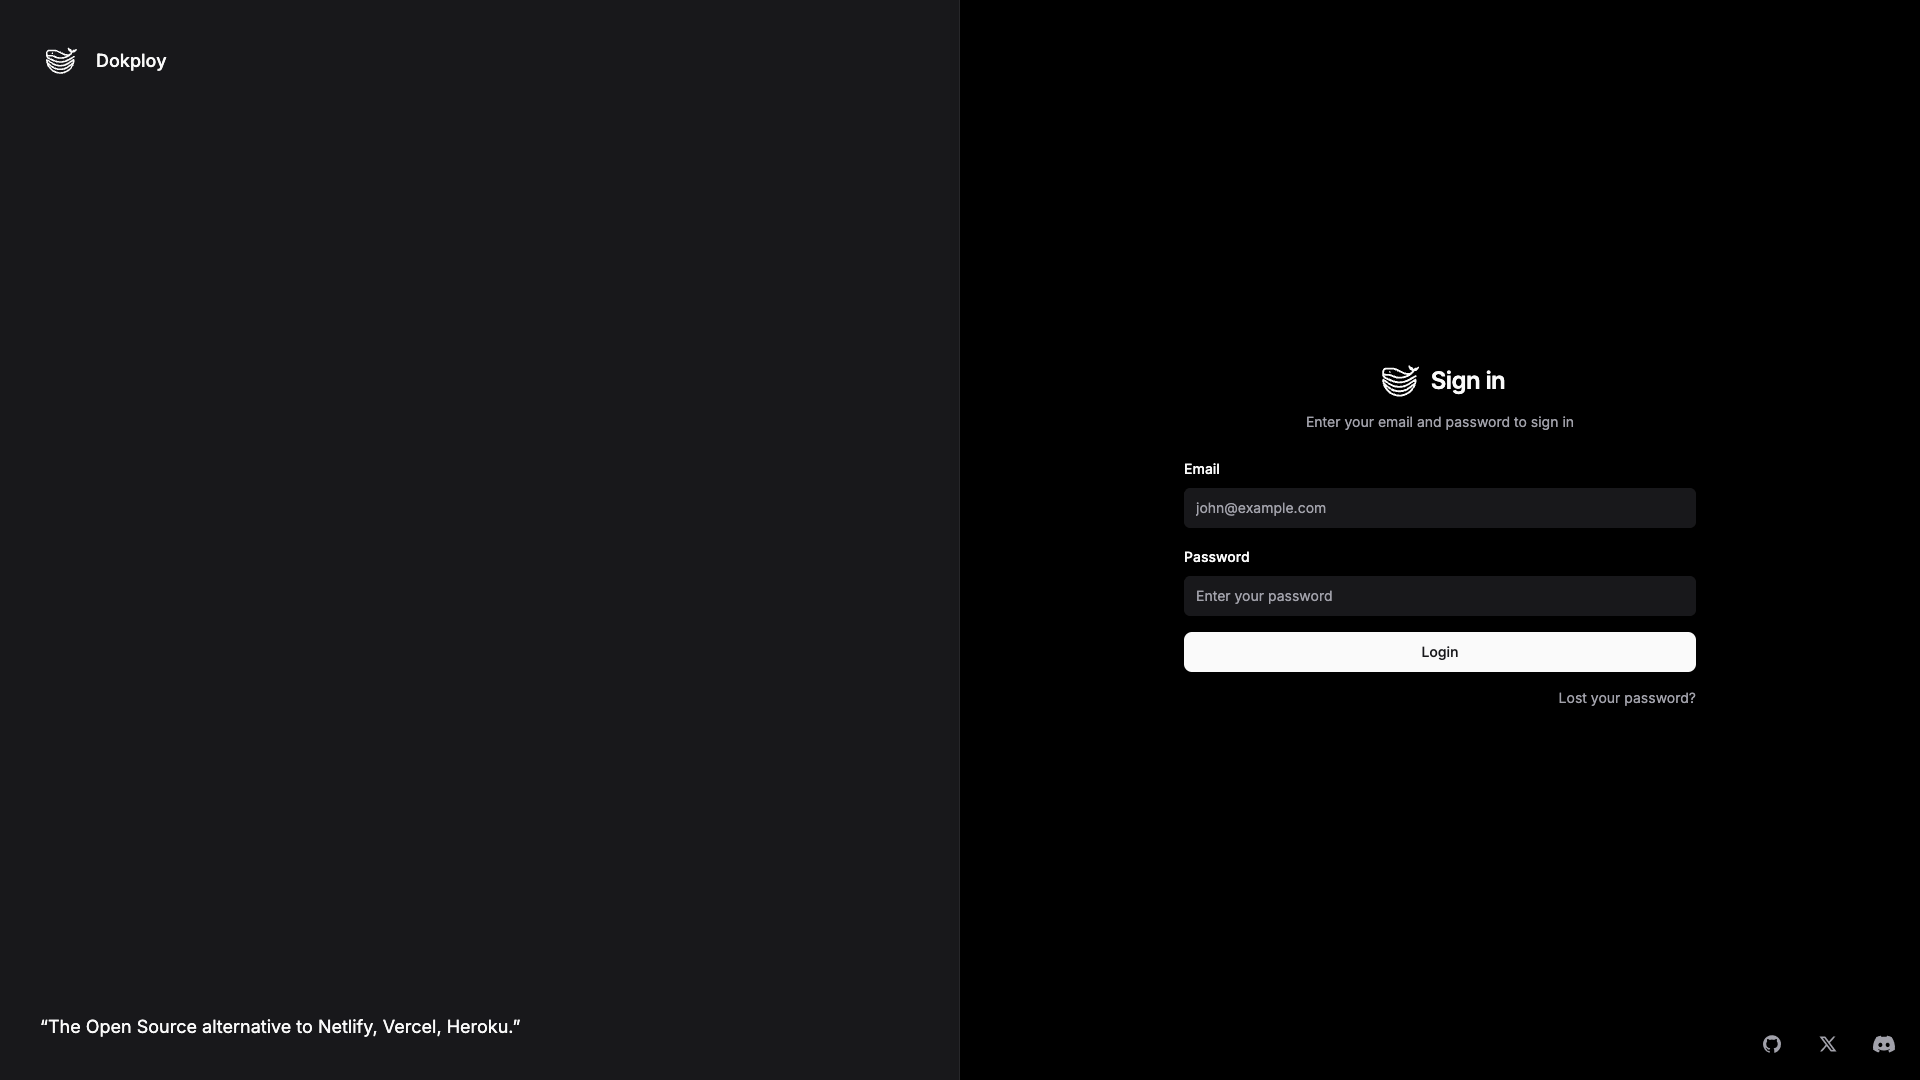 Dokploy
“The Open Source alternative to Netlify, Vercel, Heroku.”
Sign in
Enter your email and password to sign in
Email
john@example.com
Password
Enter your password
Login
Lost your password?